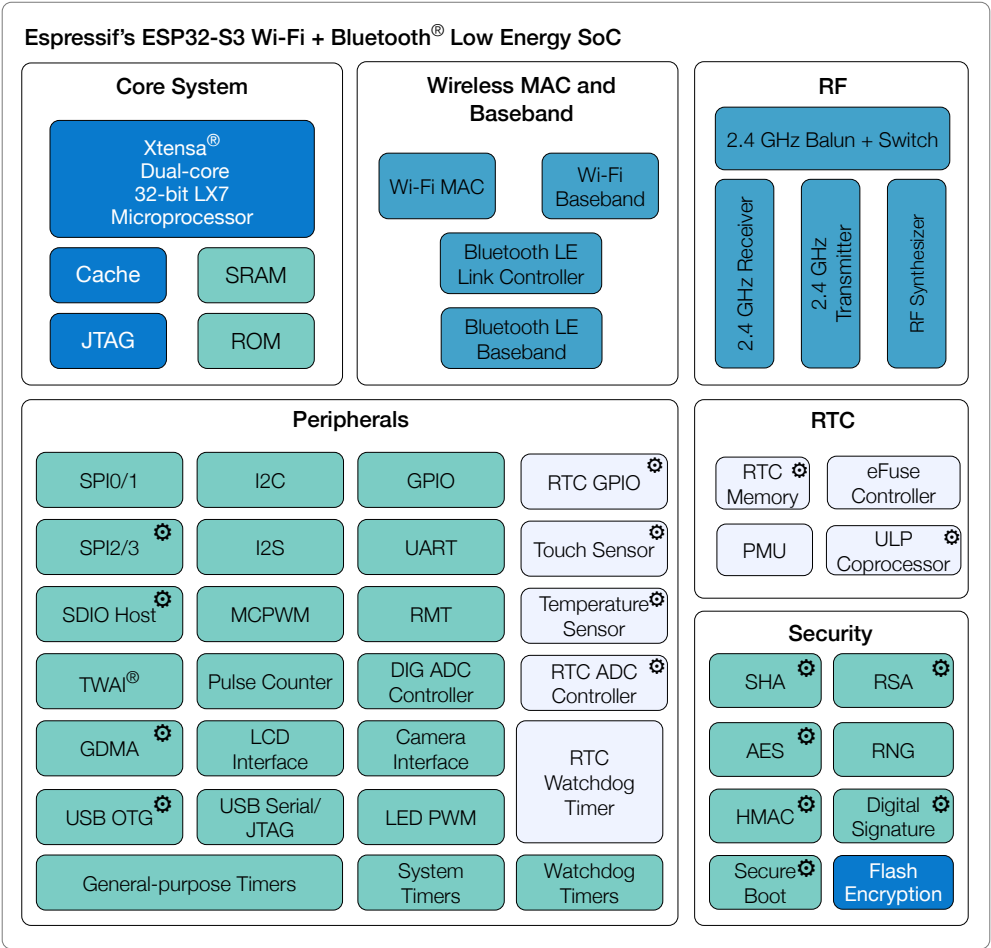 Espressif's ESP32-S3 Wi-Fi + Bluetooth® Low Energy SoC
Core System
Xtensa®
Dual-core
32-bit LX7
Microprocessor
Cache
SRAM
JTAG
ROM
Wireless MAC and
Baseband
Wi-Fi MAC
Wi-Fi
Baseband
Bluetooth LE
Link Controller
Bluetooth LE
Baseband
RF
2.4 GHz Balun + Switch
2.4 GHz Receiver
2.4 GHz
Transmitter
RF Synthesizer
Peripherals
SPI0/1
I2C
GPIO
RTC GPIO
SPI2/3
I2S
UART
Touch Sensor
SDIO Host
MCPWM
RMT
Temperature
Sensor
TWAI®
Pulse Counter
DIG ADC
Controller
RTC ADC
Controller
GDMA
LCD
Interface
Camera
Interface
RTC
Watchdog
Timer
USB OTG
USB Serial/
JTAG
LED PWM
General-purpose Timers
System
Timers
Watchdog
Timers
RTC
RTC
Memory
eFuse
Controller
PMU
ULP
Coprocessor
Security
SHA
RSA
AES
RNG
HMAC
Digital
Signature
Secure
Boot
Flash
Encryption